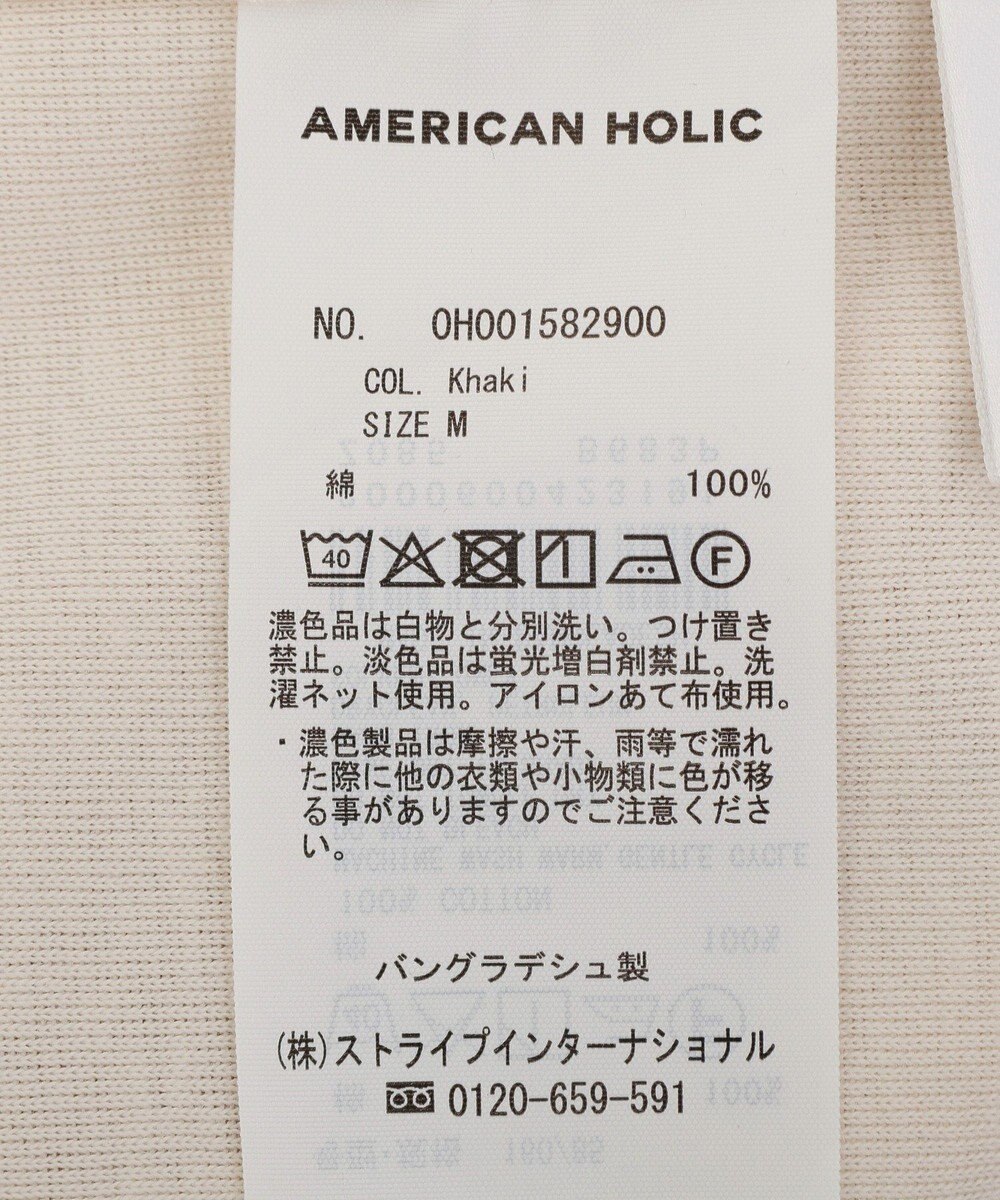 AMERICAN HOLIC
NO. 0H001582900
COL. Khaki
SIZE M
綿 100%
40 F
濃色品は白物と分別洗い。つけ置き
禁止。淡色品は蛍光増白剤禁止。洗
濯ネット使用。アイロンあて布使用。
・濃色製品は摩擦や汗、雨等で濡れ
た際に他の衣類や小物類に色が移
る事がありますのでご注意くださ
い。
バングラデシュ製
(株)ストライプインターナショナル
0120-659-591